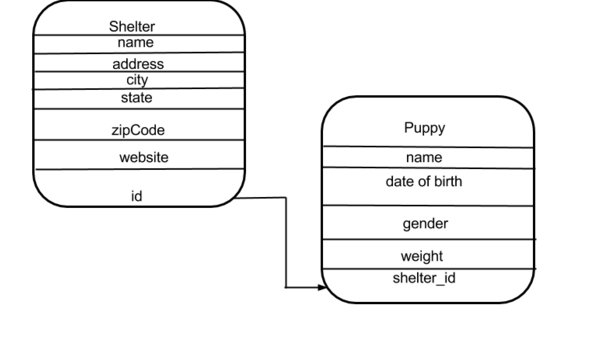 Shelter
name
address
city
state
zipCode
website
id
Puppy
name
date of birth
gender
weight
shelter_id